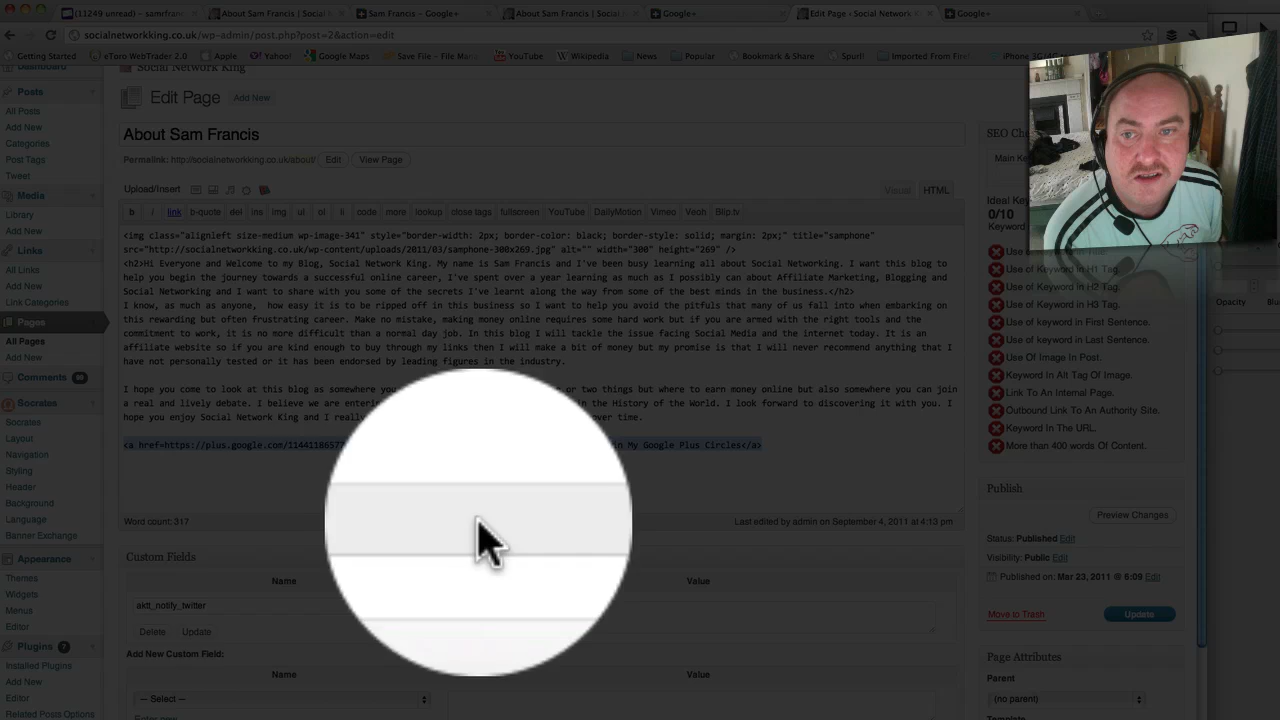 (11249 unread) – samrfran
About Sam Francis | Social N
Sam Francis – Google+
About Sam Francis | Social N
Google+
Edit Page ‹ Social Network K
Google+
socialnetworkking.co.uk/wp-admin/post.php?post=2&action=edit
Getting Started
eToro WebTrader 2.0
Apple
Yahoo!
Google Maps
Save File – File Man
YouTube
Wikipedia
News
Popular
Bookmark & Share
Spurl!
Imported From Firef
iPhone
Dashboard
Social Network King
Posts
Edit Page
Add New
All Posts
Add New
About Sam Francis
SEO Ch
Categories
Post Tags
Permalink: http://socialnetworkking.co.uk/about/
Edit
View Page
Main Ke
Tweet
Media
Upload/Insert
Visual
HTML
Library
Ideal Key
Add New
b
i
link
b-quote
del
ins
img
ul
ol
li
code
more
lookup
close tags
fullscreen
YouTube
DailyMotion
Vimeo
Veoh
Blip.tv
0/10
Keyword
Links
All Links
Add New
Link Categories
Pages
All Pages
Add New
Comments
Socrates
Socrates
Layout
Navigation
Styling
Header
Background
Language
Banner Exchange
Appearance
Themes
Widgets
Menus
Editor
Plugins 7
Installed Plugins
Add New
Editor
Related Posts Options
<img class="alignleft size-medium wp-image-341" style="border-width: 2px; border-color: black; border-style: solid; margin: 2px;" title="samphone"
src="http://socialnetworkking.co.uk/wp-content/uploads/2011/03/samphone-300x269.jpg" alt="" width="300" height="269" />
<h2>Hi Everyone and Welcome to my Blog, Social Network King. My name is Sam Francis and I've been busy learning all about Social Networking. I want this blog to
help you begin the journey towards a successful online career, I've spent over a year learning as much as I possibly can about Affiliate Marketing, Blogging and
Social Networking and I want to share with you some of the secrets I've learnt along the way from some of the best minds in the business.</h2>
I know, as much as anyone,  how easy it is to be ripped off in this business so I want to help you avoid the pitfuls that many of us fall into when embarking on
this rewarding but often frustrating career. Make no mistake, making money online requires some hard work but if you are armed with the right tools and the
commitment to work, it is no more difficult than a normal day job. In this blog I will tackle the issue facing Social Media and the internet today. It is an
affiliate website so if you are kind enough to buy through my links then I will make a bit of money but my promise is that I will never recommend anything that I
have not personally tested or it has been endorsed by leading figures in the industry.
I hope you come to look at this blog as somewhere you or two things but where to earn money online but also somewhere you can join
a real and lively debate. I believe we are enterin in the History of the World. I look forward to discovering it with you. I
hope you enjoy Social Network King and I reall over time.
<a href=https://plus.google.com/11441186572 in My Google Plus Circles</a>
Word count: 317
Last edited by admin on September 4, 2011 at 4:13 pm
Custom Fields
Name
Value
aktt_notify_twitter
Delete
Update
Add New Custom Field:
Name
Value
— Select —
Use of Keyword in H1 Tag.
Use of Keyword in H2 Tag.
Use of Keyword in H3 Tag.
Use of keyword in First Sentence.
Use of keyword in Last Sentence.
Use Of Image In Post.
Keyword In Alt Tag Of Image.
Link To An Internal Page.
Outbound Link To An Authority Site.
Keyword In The URL.
More than 400 words Of Content.
Publish
Preview Changes
Status: Published Edit
Visibility: Public Edit
Published on: Mar 23, 2011 @ 6:09 Edit
Move to Trash
Update
Page Attributes
Parent
(no parent)
Opacity
Blur